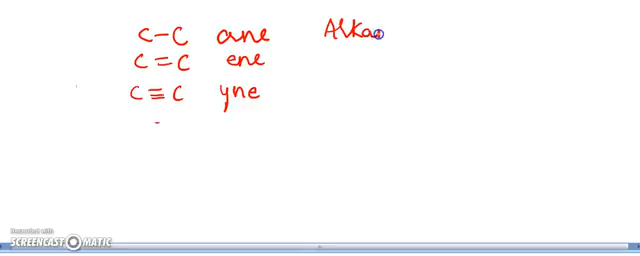 C-C ane Alka
C=C ene
C≡C yne
Recorded with
SCREENCAST O MATIC